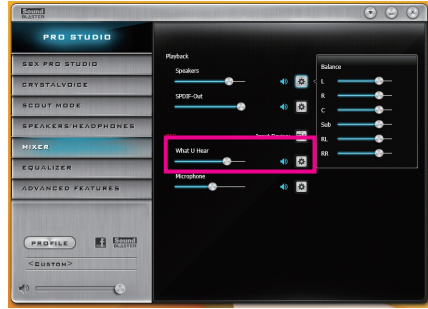 Sound
BLASTER
PRO STUDIO
SBX PRO STUDIO
CRYSTALVOICE
SCOUT MODE
SPEAKERS/HEADPHONES
MIXER
EQUALIZER
ADVANCED FEATURES
PROFILE
f
Sound
BLASTER
<CUSTOM>
Playback
Speakers
SPDIF-Out
What U Hear
Microphone
Balance
L
R
C
Sub
RL
RR